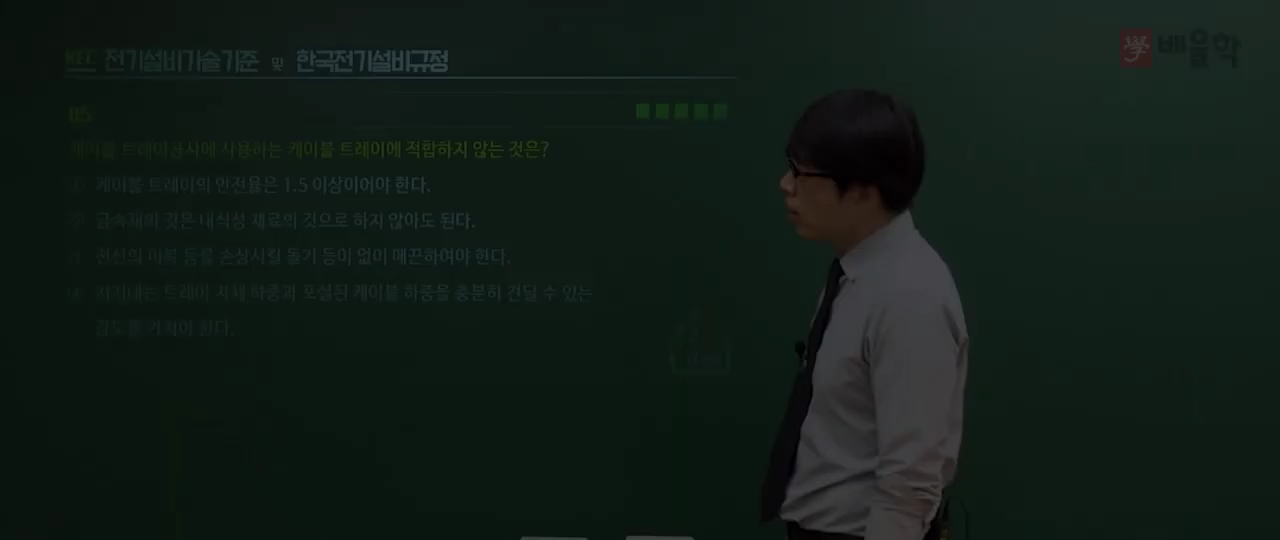 KEC 전기설비기술기준 및 한국전기설비규정
學 배울학
05
케이블 트레이공사에 사용하는 케이블 트레이에 적합하지 않는 것은?
① 케이블 트레이의 안전율은 1.5 이상이어야 한다.
② 금속재의 것은 내식성 재료의 것으로 하지 않아도 된다.
③ 전선의 피복 등을 손상시킬 돌기 등이 없이 매끈하여야 한다.
④ 지지대는 트레이 자체 하중과 포설된 케이블 하중을 충분히 견딜 수 있는
강도를 가져야 한다.